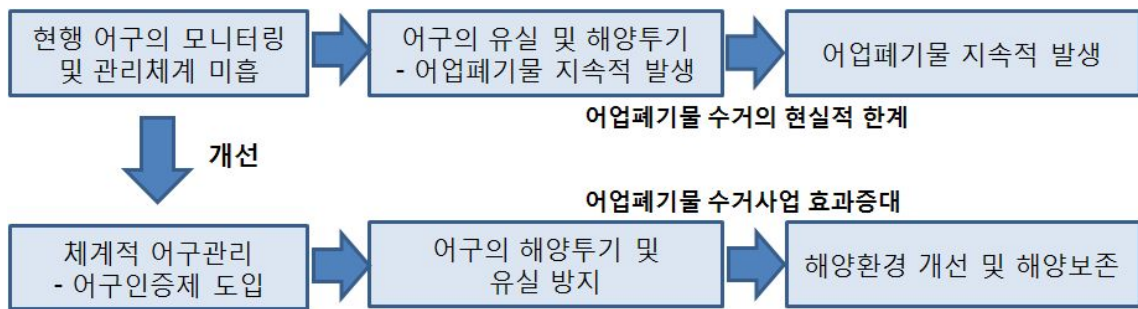 현행 어구의 모니터링
및 관리체계 미흡
어구의 유실 및 해양투기
- 어업폐기물 지속적 발생
어업폐기물 지속적 발생
어업폐기물 수거의 현실적 한계
개선
어업폐기물 수거사업 효과증대
체계적 어구관리
- 어구인증제 도입
어구의 해양투기 및
유실 방지
해양환경 개선 및 해양보존